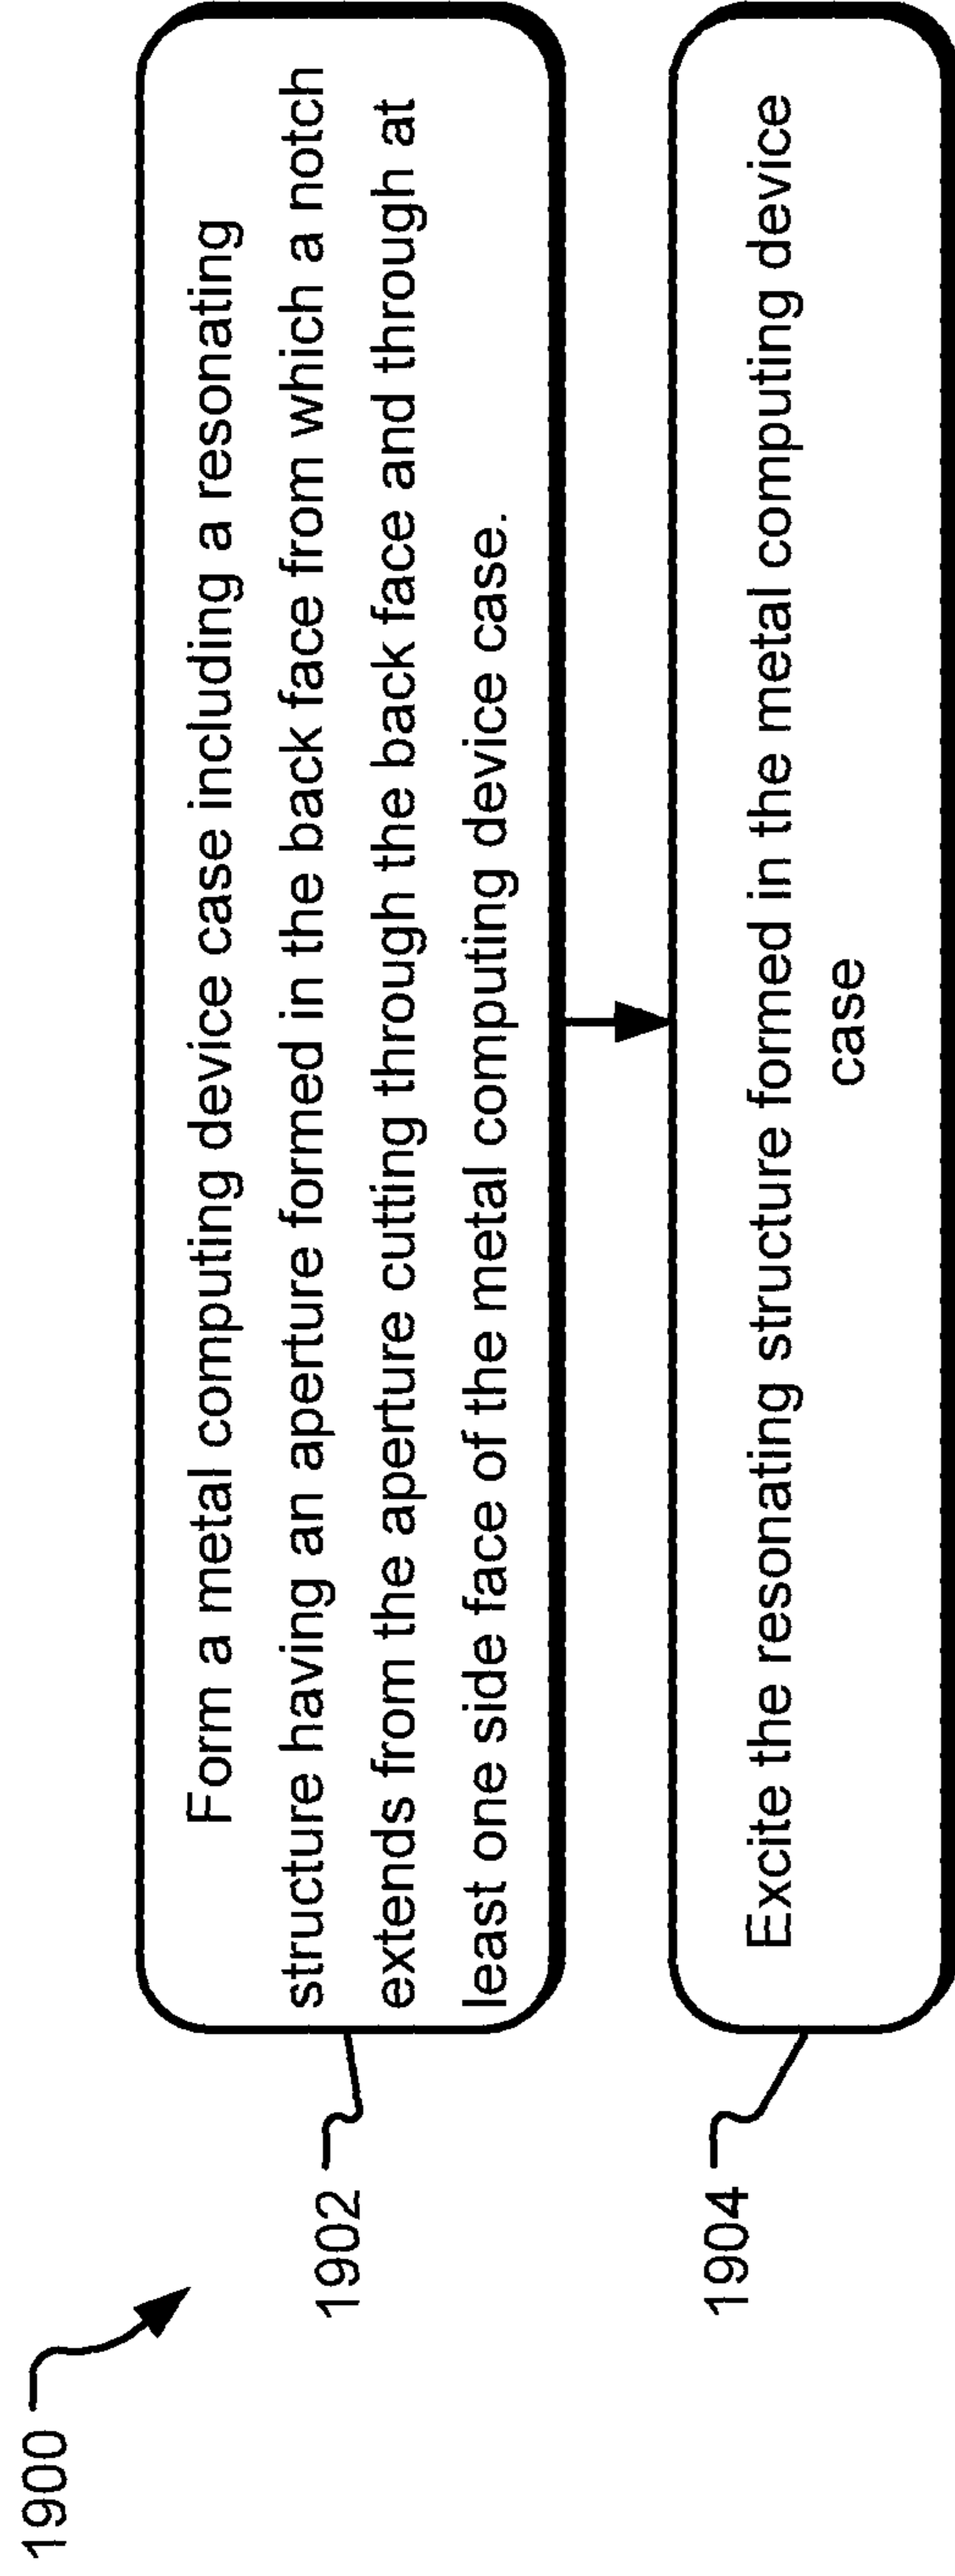 1900
1902
Form a metal computing device case including a resonating
structure having an aperture formed in the back face from which a notch
extends from the aperture cutting through the back face and through at
least one side face of the metal computing device case.
1904
Excite the resonating structure formed in the metal computing device
case